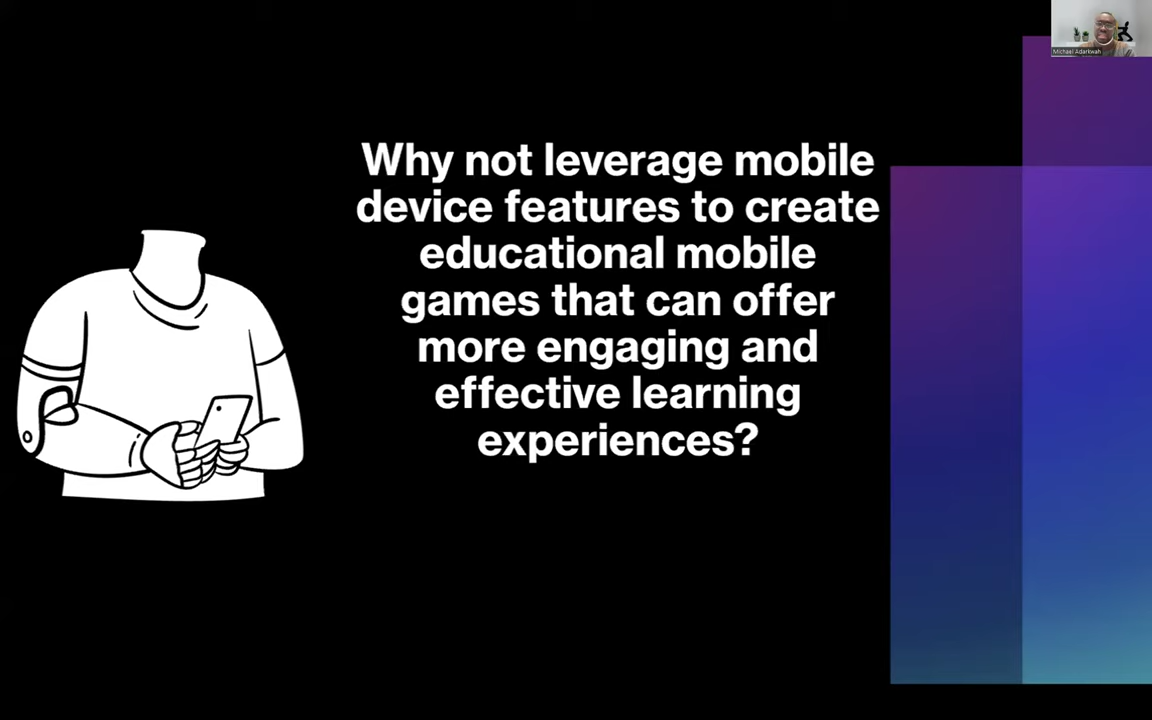 Michael Adarkwah
Why not leverage mobile
device features to create
educational mobile
games that can offer
more engaging and
effective learning
experiences?